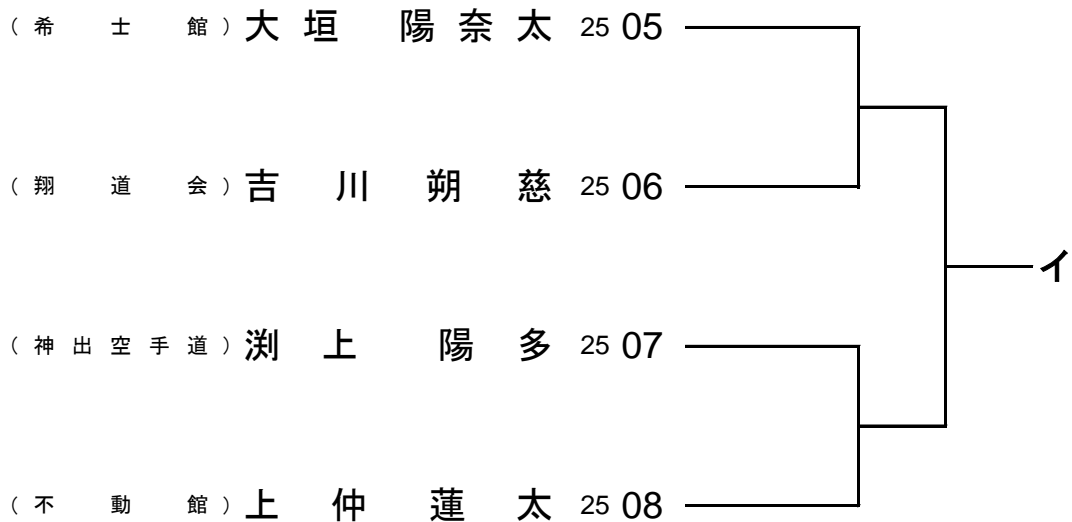 (希士館) 大垣 陽奈太 25 05
(翔道会) 吉川朔慈 25 06
イ
(神出空手道) 渕上 陽多 25 07
(不動館) 上仲蓮太 25 08